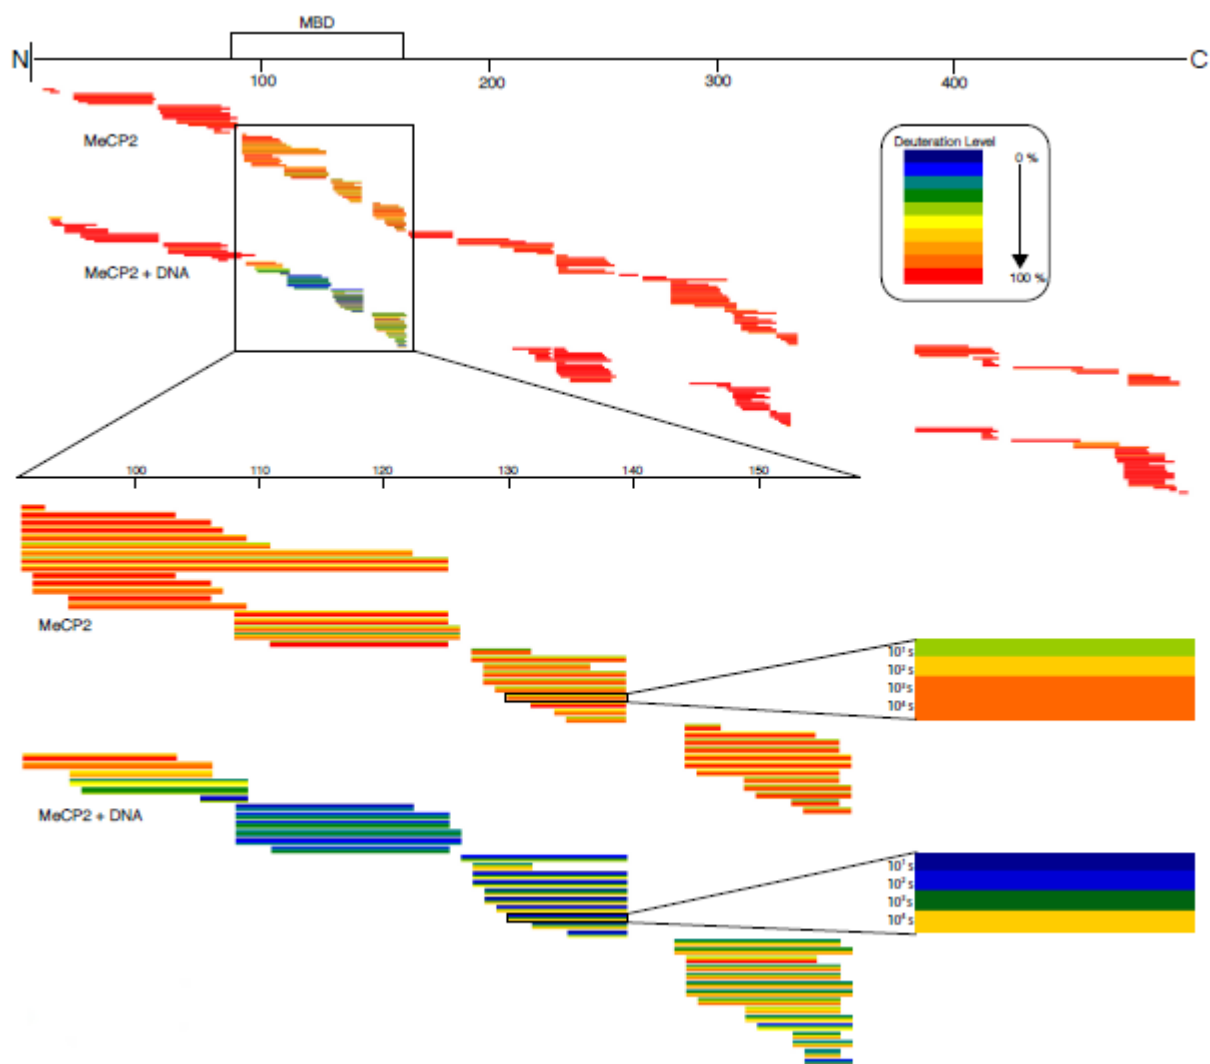 MBD
N C
100 200 300 400
MeCP2
Deuteration Level
0 %
100 %
MeCP2 + DNA
100 110 120 130 140 150
MeCP2
10¹ s
10² s
10³ s
10⁴ s
MeCP2 + DNA
10¹ s
10² s
10³ s
10⁴ s